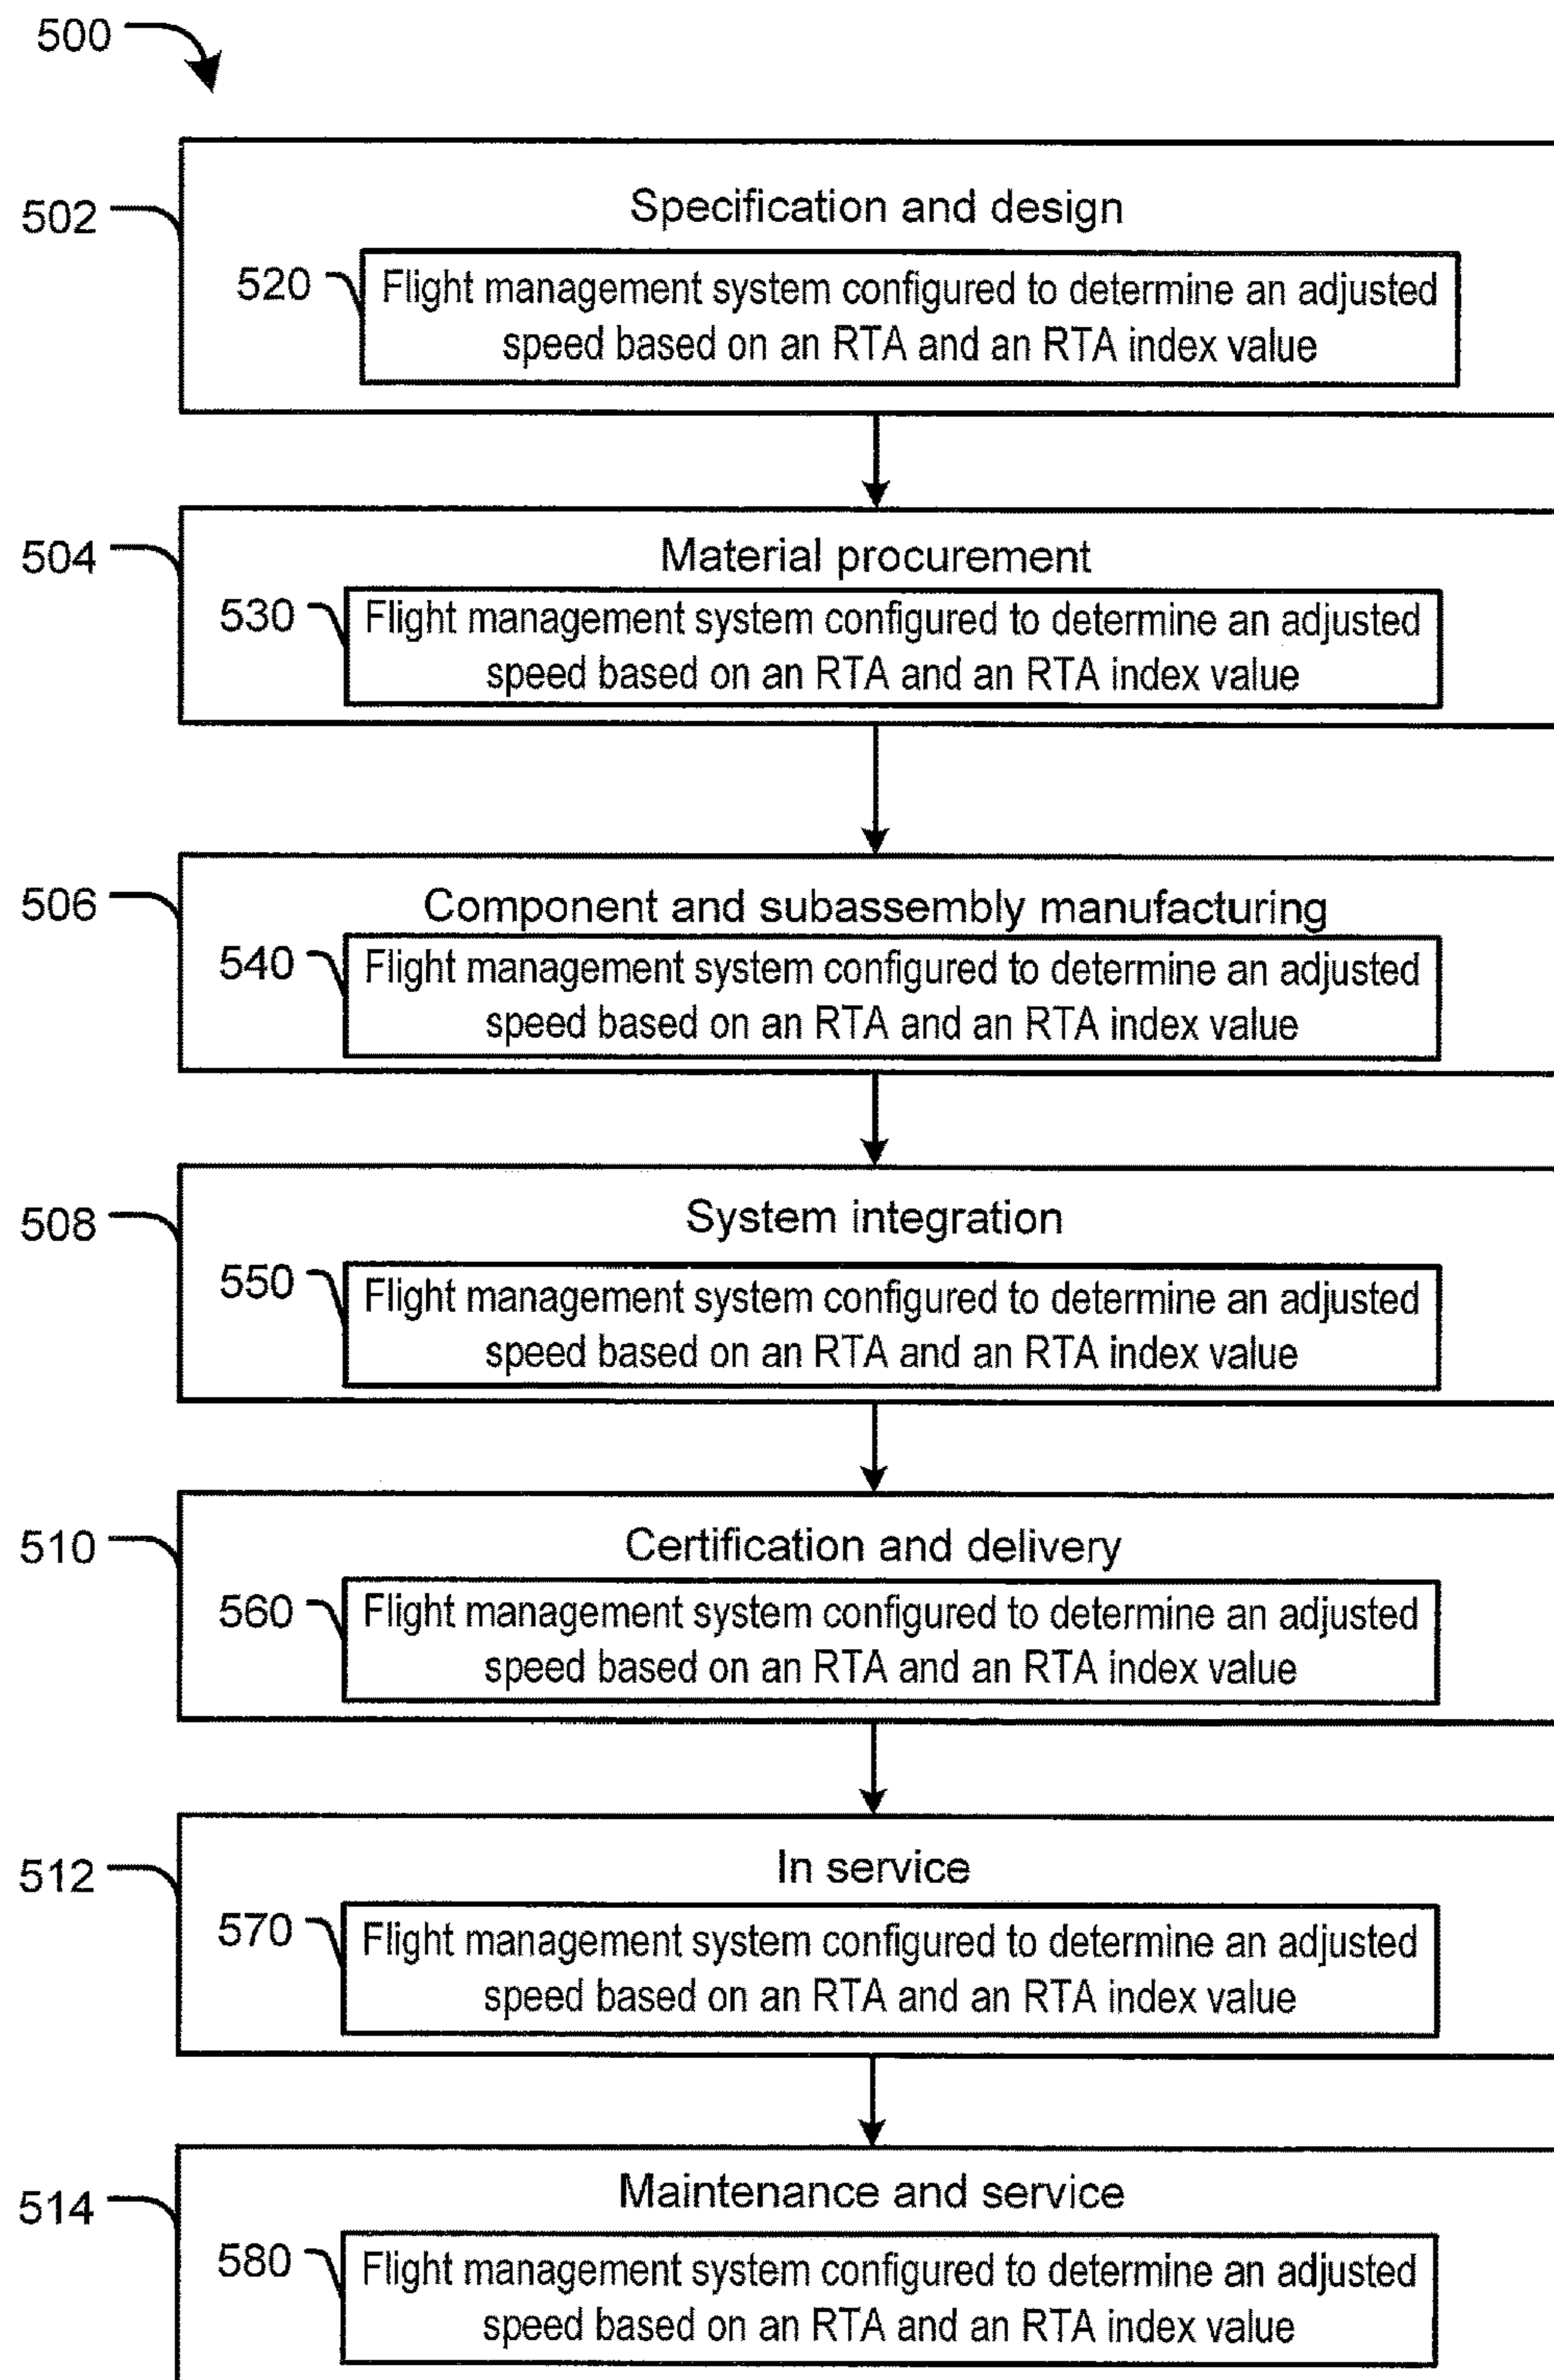 500
502
Specification and design
520
Flight management system configured to determine an adjusted
speed based on an RTA and an RTA index value
504
Material procurement
530
Flight management system configured to determine an adjusted
speed based on an RTA and an RTA index value
506
Component and subassembly manufacturing
540
Flight management system configured to determine an adjusted
speed based on an RTA and an RTA index value
508
System integration
550
Flight management system configured to determine an adjusted
speed based on an RTA and an RTA index value
510
Certification and delivery
560
Flight management system configured to determine an adjusted
speed based on an RTA and an RTA index value
512
In service
570
Flight management system configured to determine an adjusted
speed based on an RTA and an RTA index value
514
Maintenance and service
580
Flight management system configured to determine an adjusted
speed based on an RTA and an RTA index value